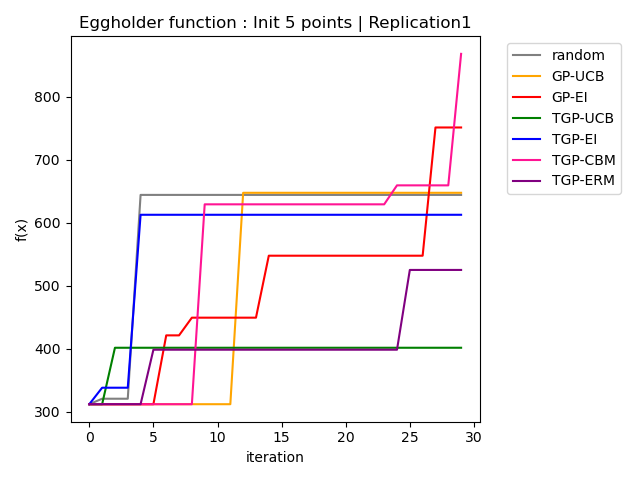 Eggholder function : Init 5 points | Replication1
f(x)
800
700
600
500
400
300
0 5 10 15 20 25 30
iteration
random
GP-UCB
GP-EI
TGP-UCB
TGP-EI
TGP-CBM
TGP-ERM